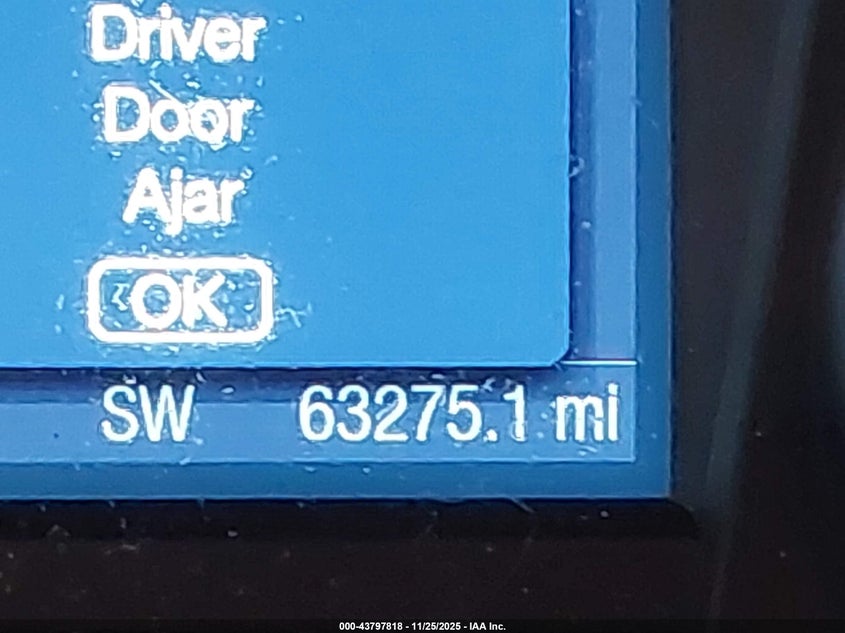 Driver
Door
Ajar
OK
SW 63275.1 mi
000-43797818 - 11/25/2025 - IAA Inc.